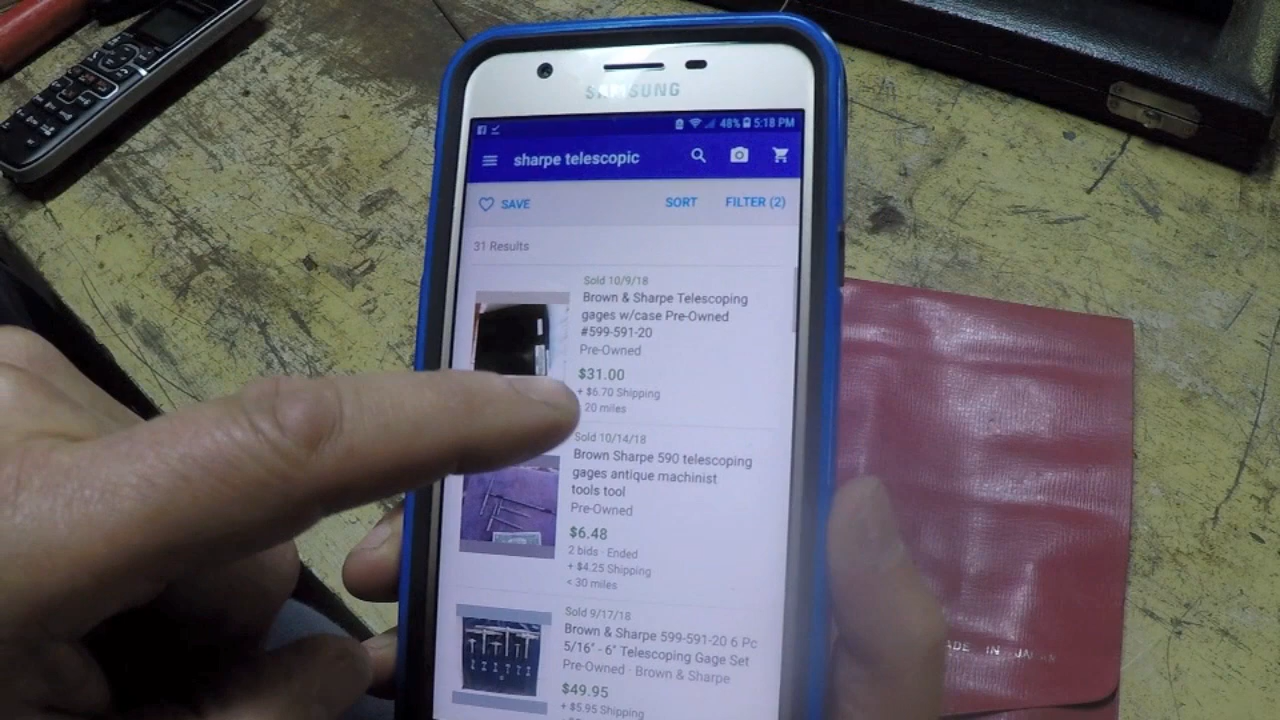 SAMSUNG
48% 5:18 PM
sharpe telescopic
SAVE SORT FILTER (2)
31 Results
Sold 10/9/18
Brown & Sharpe Telescoping
gages w/case Pre-Owned
#599-591-20
Pre-Owned
$31.00
+ $6.70 Shipping
20 miles
Sold 10/14/18
Brown Sharpe 590 telescoping
gages antique machinist
tools tool
Pre-Owned
$6.48
2 bids · Ended
+ $4.25 Shipping
< 30 miles
Sold 9/17/18
Brown & Sharpe 599-591-20 6 Pc
5/16" - 6" Telescoping Gage Set
Pre-Owned · Brown & Sharpe
$49.95
+ $5.95 Shipping
ADE IN JAPAN